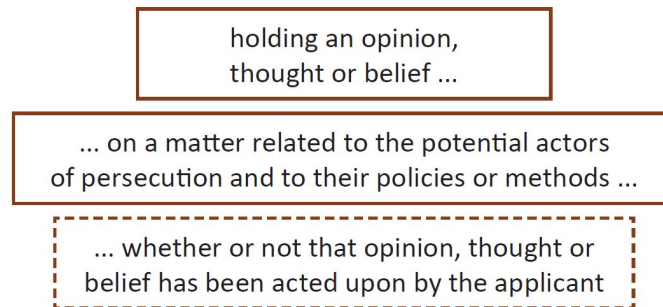 holding an opinion,
thought or belief ...
... on a matter related to the potential actors
of persecution and to their policies or methods ...
... whether or not that opinion, thought or
belief has been acted upon by the applicant